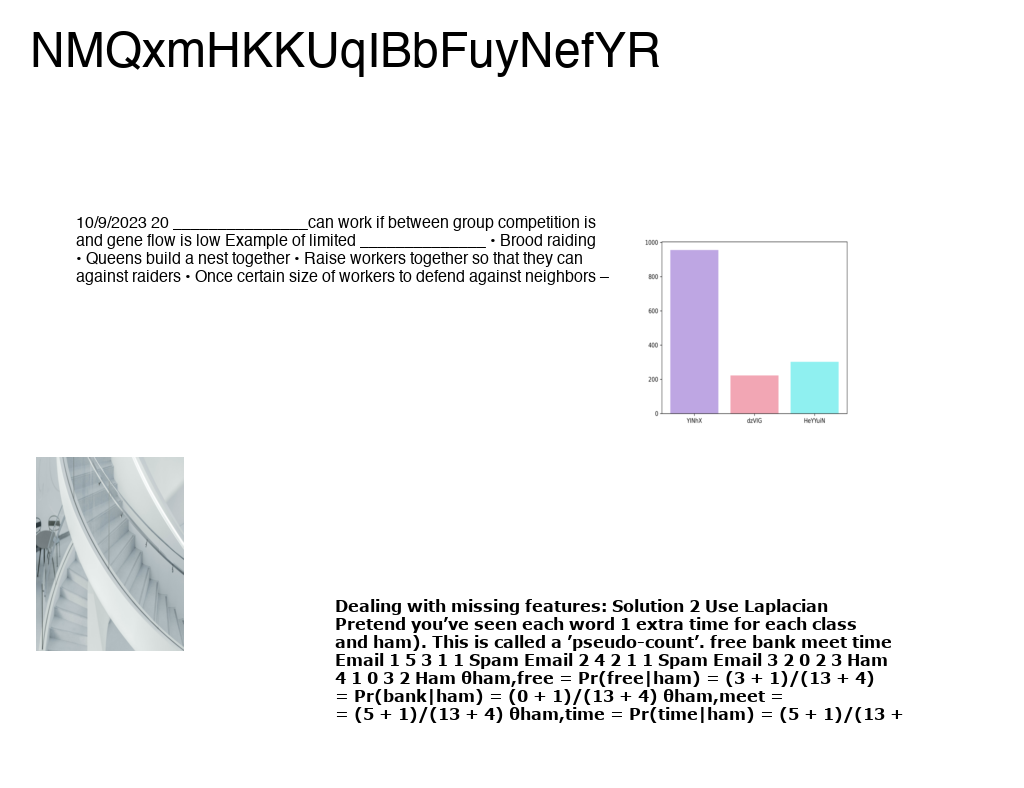 NMQxmHKKUqIBbFuyNefYR
10/9/2023 20 ________________can work if between group competition is
and gene flow is low Example of limited _______________ • Brood raiding
• Queens build a nest together • Raise workers together so that they can
against raiders • Once certain size of workers to defend against neighbors –
1000
800
600
400
200
0
YlNhX dzVlG HeYYuiN
Dealing with missing features: Solution 2 Use Laplacian
Pretend you’ve seen each word 1 extra time for each class
and ham). This is called a ’pseudo-count’. free bank meet time
Email 1 5 3 1 1 Spam Email 2 4 2 1 1 Spam Email 3 2 0 2 3 Ham
4 1 0 3 2 Ham θham,free = Pr(free|ham) = (3 + 1)/(13 + 4)
= Pr(bank|ham) = (0 + 1)/(13 + 4) θham,meet =
= (5 + 1)/(13 + 4) θham,time = Pr(time|ham) = (5 + 1)/(13 +